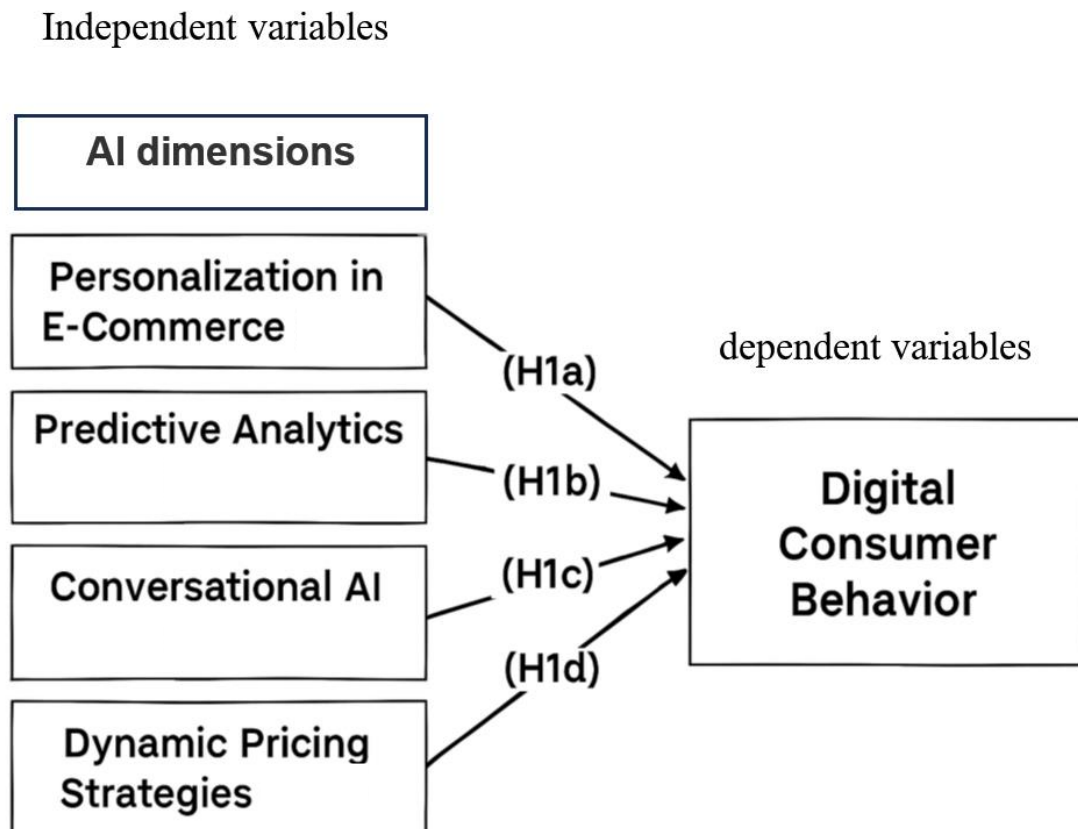 Independent variables
AI dimensions
Personalization in
E-Commerce
(H1a)
dependent variables
Predictive Analytics
(H1b)
Digital
Consumer
Behavior
Conversational AI
(H1c)
(H1d)
Dynamic Pricing
Strategies